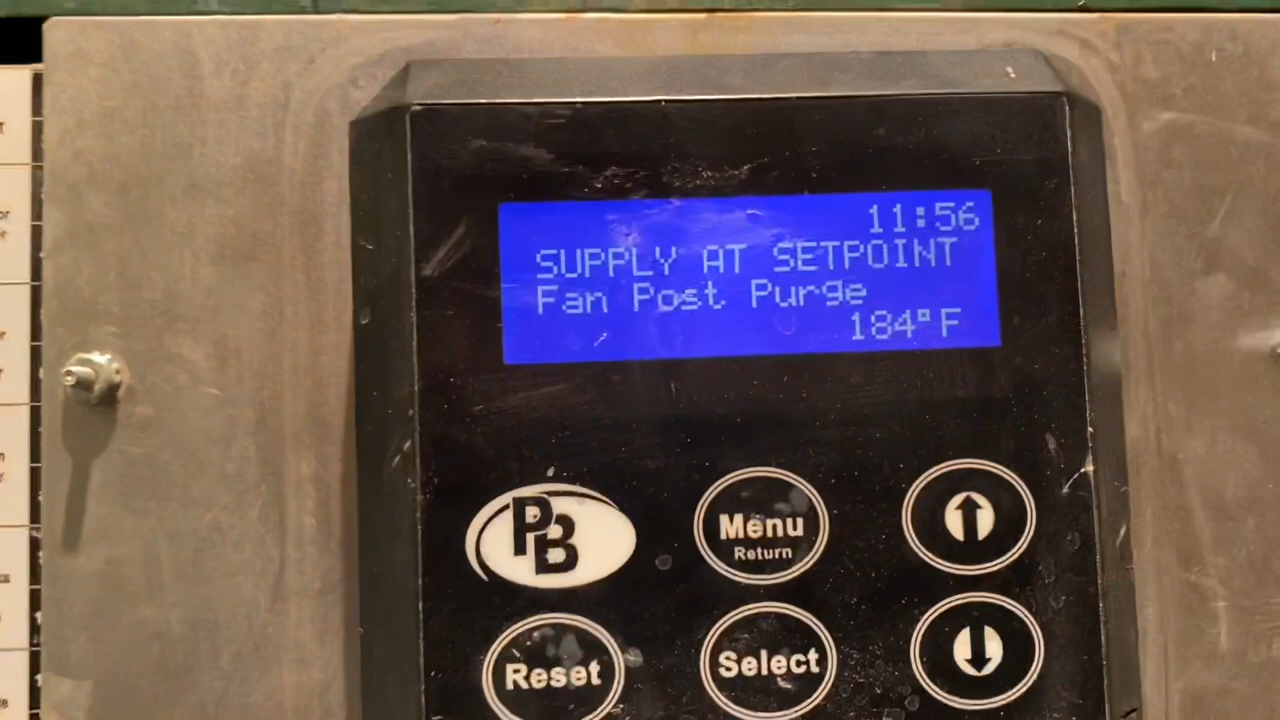 11:56
SUPPLY AT SETPOINT
Fan Post Purge
184°F
PB
Menu
Return
Reset
Select